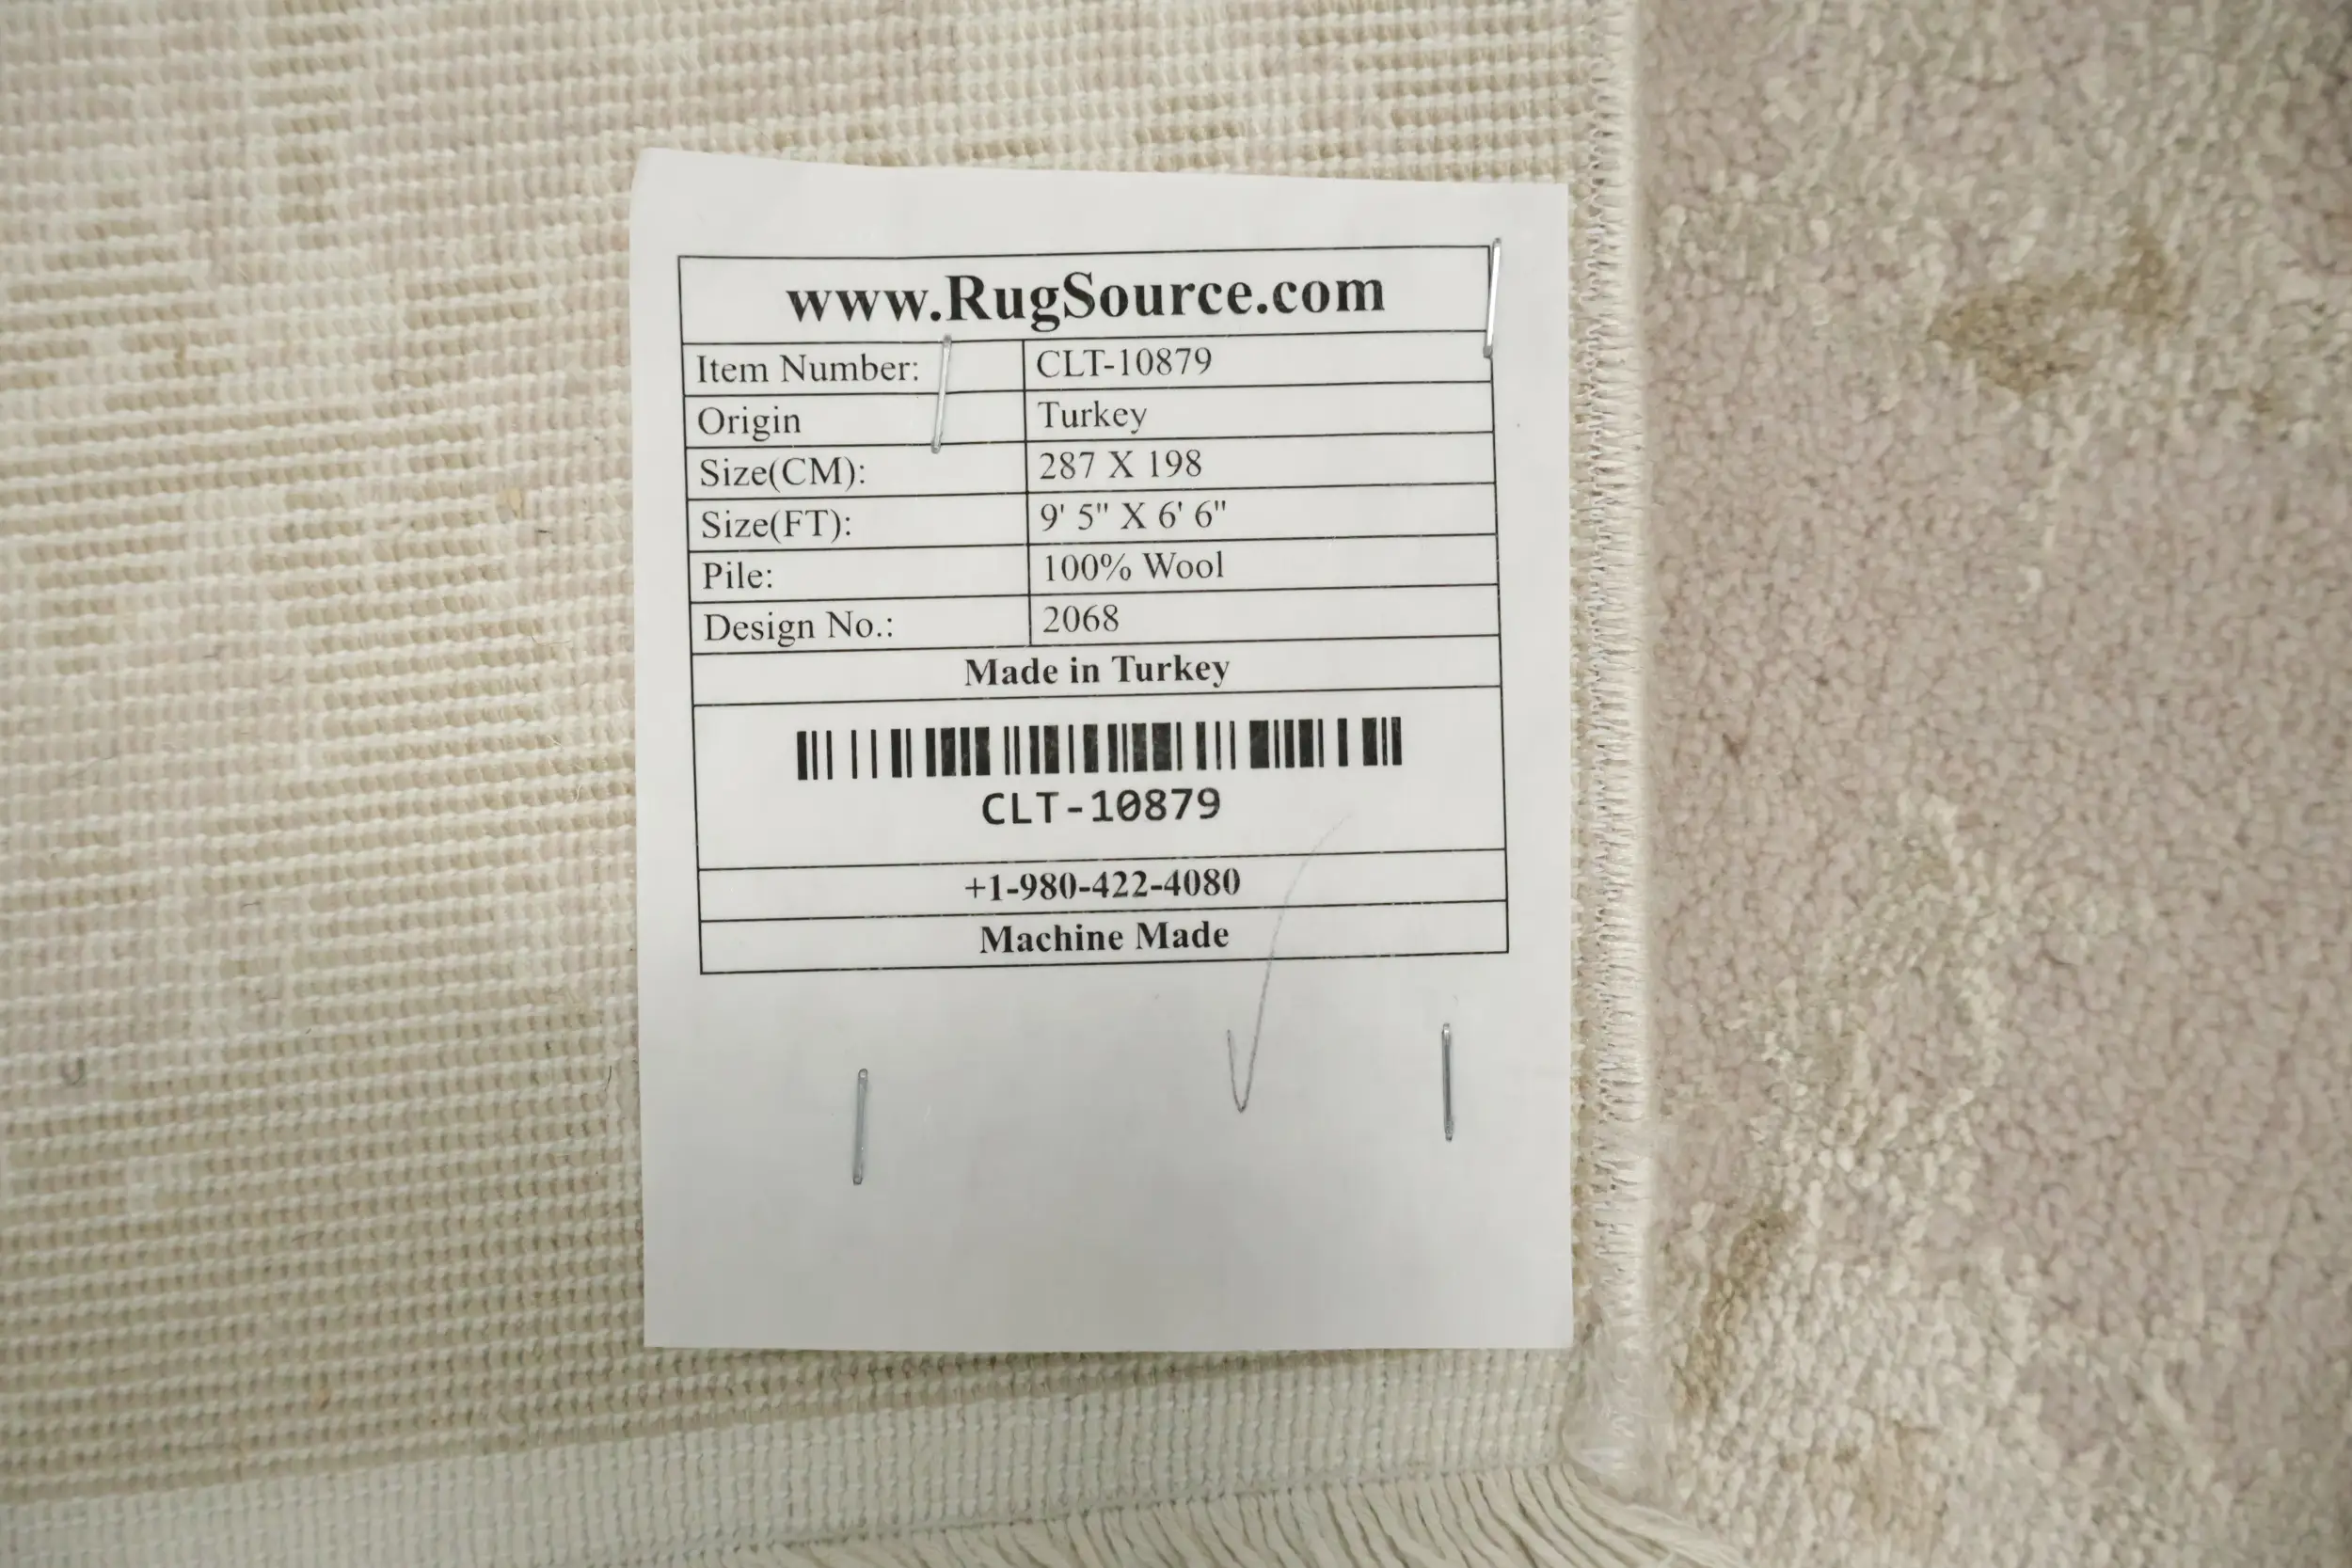 www.RugSource.com
Item Number: CLT-10879
Origin Turkey
Size(CM): 287 X 198
Size(FT): 9' 5" X 6' 6"
Pile: 100% Wool
Design No.: 2068
Made in Turkey
CLT-10879
+1-980-422-4080
Machine Made